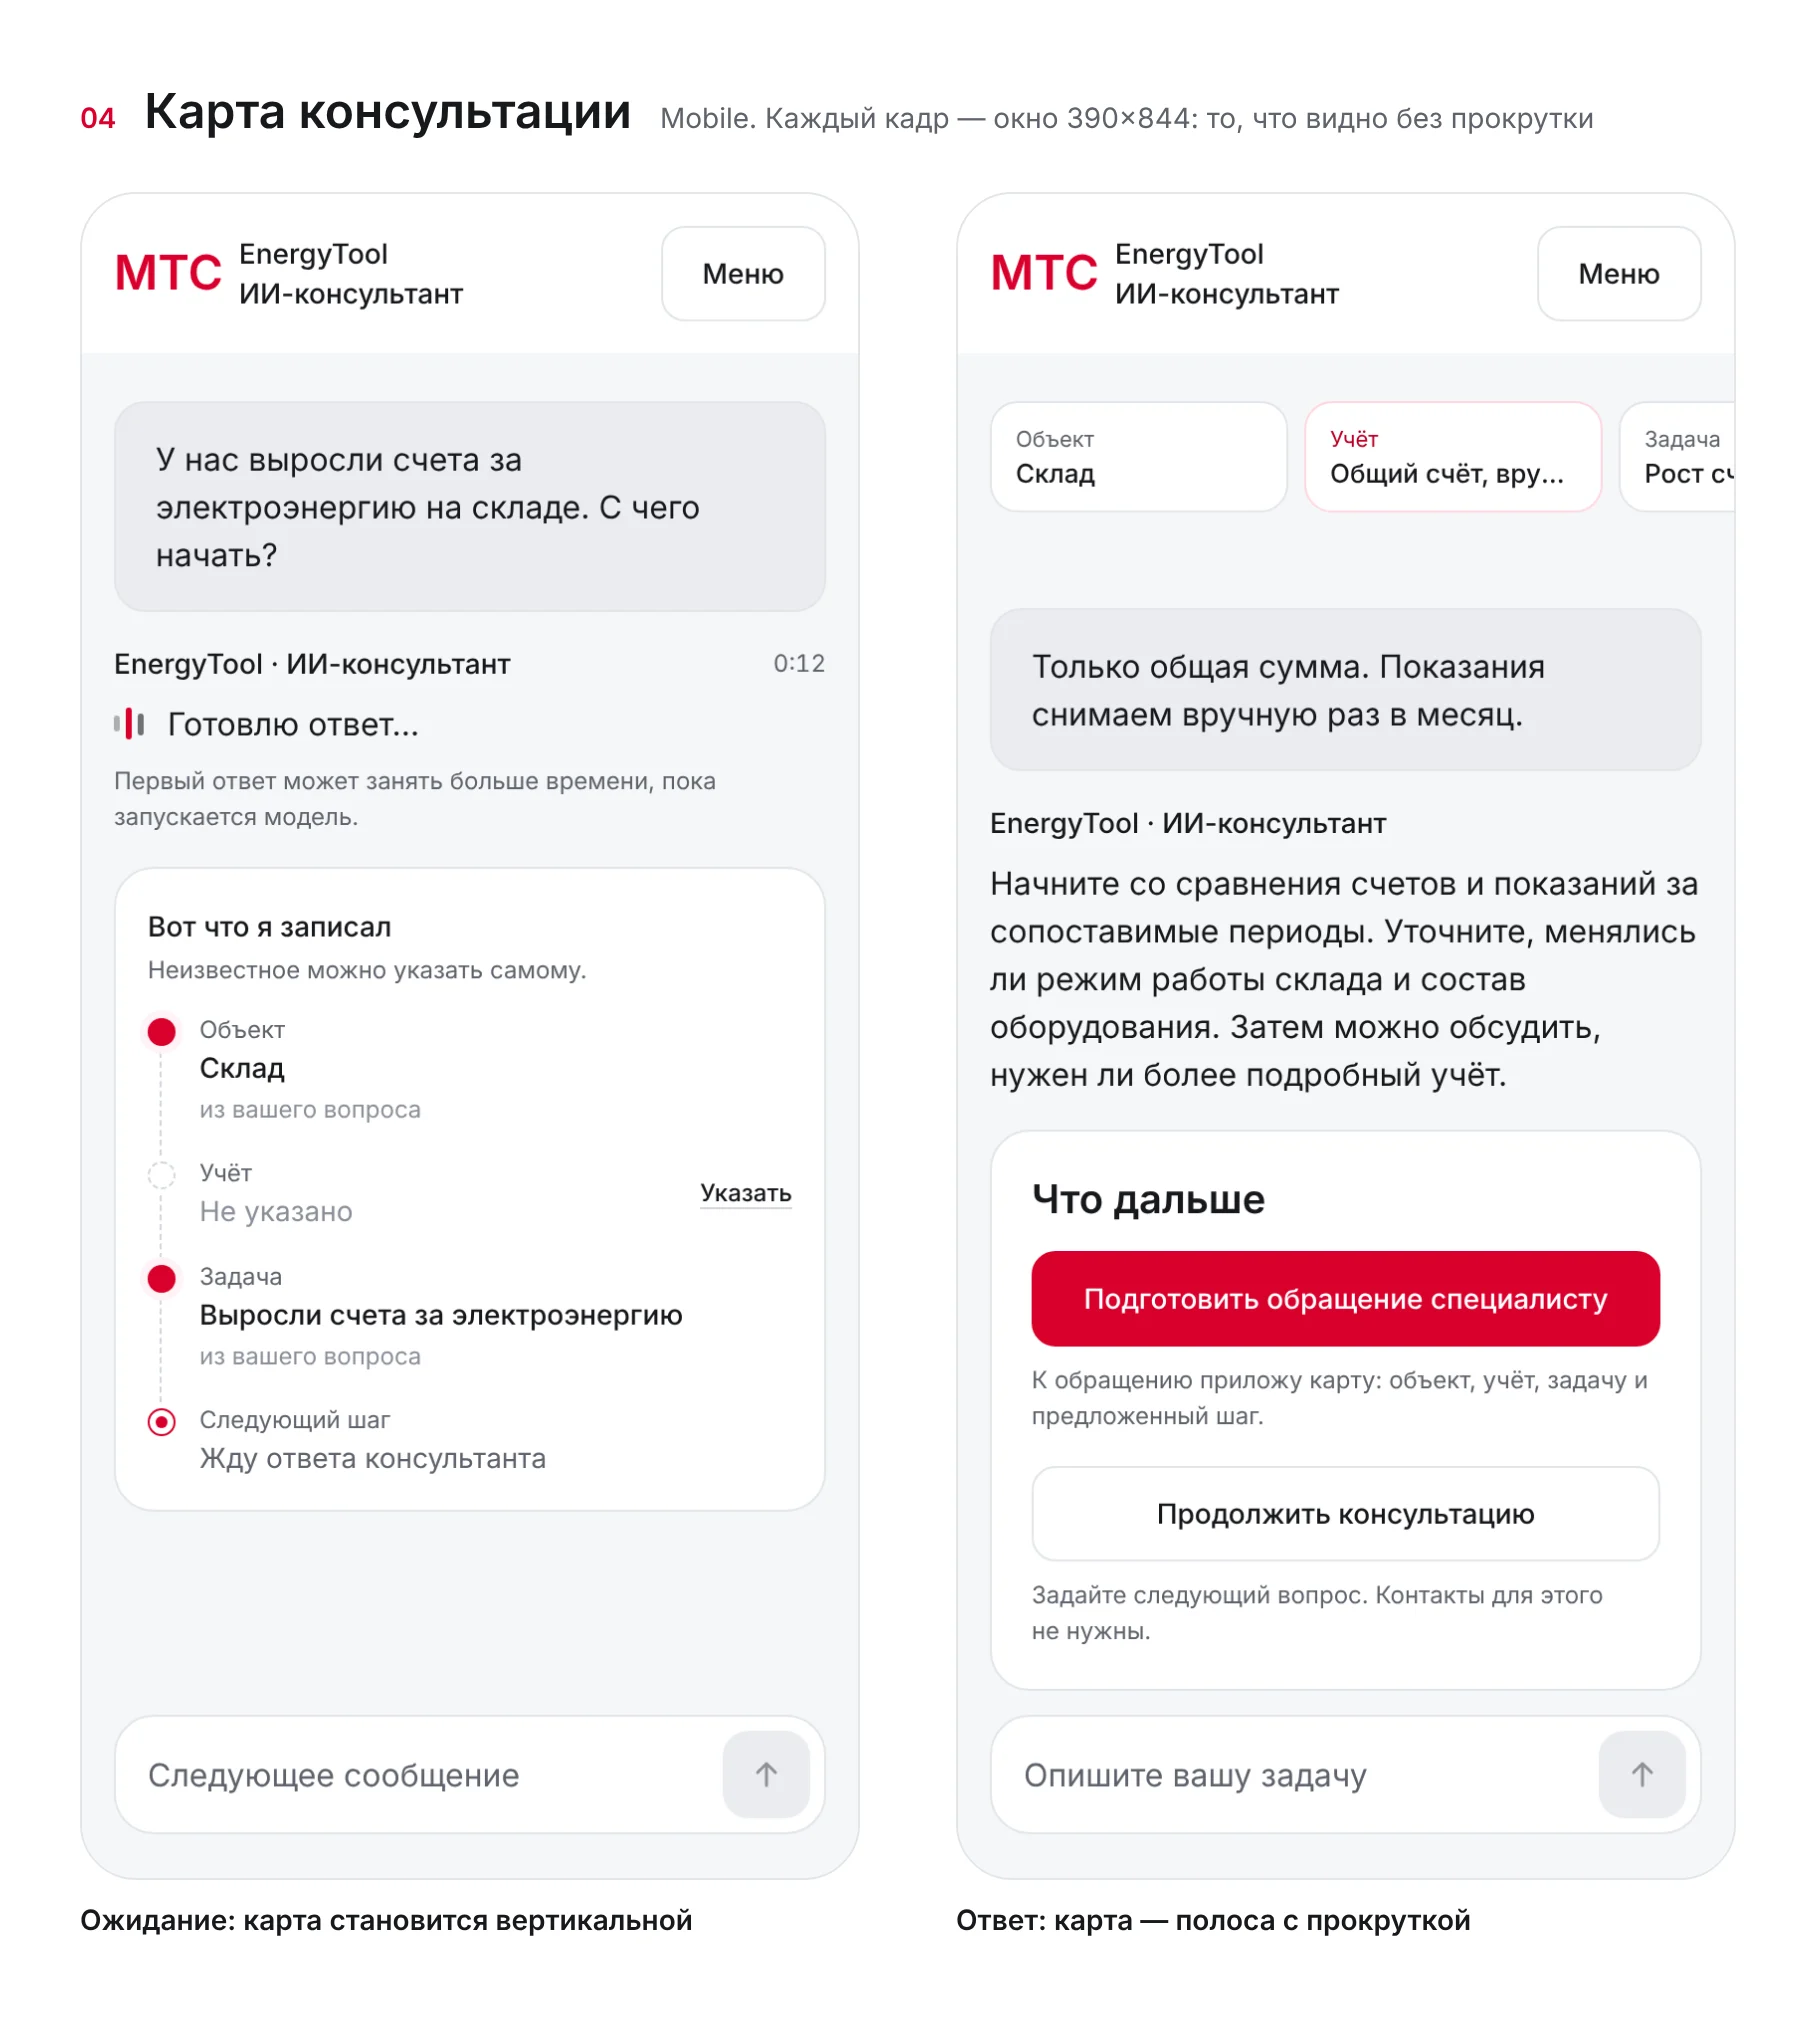 04 Карта консультации Mobile. Каждый кадр — окно 390×844: то, что видно без прокрутки
МТС
EnergyTool
ИИ-консультант
Меню
У нас выросли счета за
электроэнергию на складе. С чего
начать?
EnergyTool · ИИ-консультант 0:12
Готовлю ответ...
Первый ответ может занять больше времени, пока
запускается модель.
Вот что я записал
Неизвестное можно указать самому.
Объект
Склад
из вашего вопроса
Учёт
Не указано
Указать
Задача
Выросли счета за электроэнергию
из вашего вопроса
Следующий шаг
Жду ответа консультанта
Следующее сообщение
Ожидание: карта становится вертикальной
МТС
EnergyTool
ИИ-консультант
Меню
Объект
Склад
Учёт
Общий счёт, вру...
Задача
Рост сч
Только общая сумма. Показания
снимаем вручную раз в месяц.
EnergyTool · ИИ-консультант
Начните со сравнения счетов и показаний за
сопоставимые периоды. Уточните, менялись
ли режим работы склада и состав
оборудования. Затем можно обсудить,
нужен ли более подробный учёт.
Что дальше
Подготовить обращение специалисту
К обращению приложу карту: объект, учёт, задачу и
предложенный шаг.
Продолжить консультацию
Задайте следующий вопрос. Контакты для этого
не нужны.
Опишите вашу задачу
Ответ: карта — полоса с прокруткой